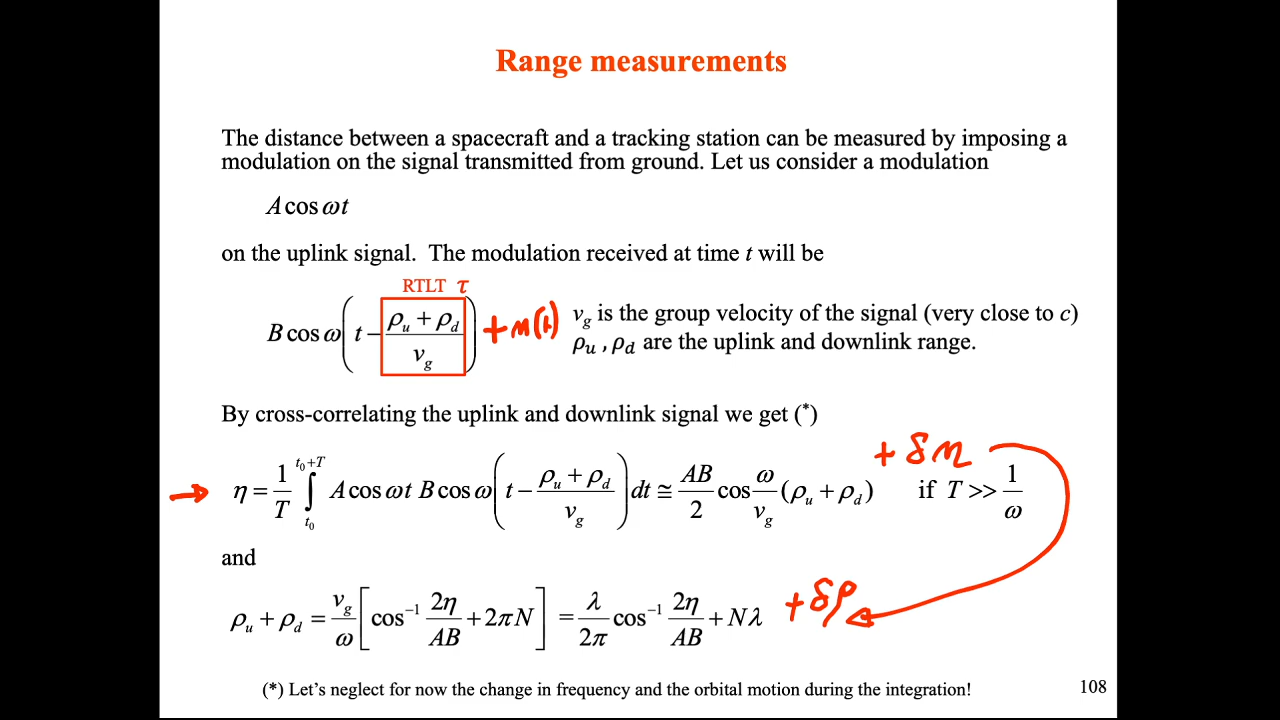 Range measurements
The distance between a spacecraft and a tracking station can be measured by imposing a
modulation on the signal transmitted from ground. Let us consider a modulation
A cos ωt
on the uplink signal. The modulation received at time t will be
RTLT τ
B cos ω( t − (ρu + ρd)/vg ) + n(t)
vg is the group velocity of the signal (very close to c)
ρu , ρd are the uplink and downlink range.
By cross-correlating the uplink and downlink signal we get (*)
η = 1/T ∫_{t0}^{t0+T} A cos ωt B cos ω( t − (ρu + ρd)/vg ) dt ≅ AB/2 cos ω/vg (ρu + ρd) + δη if T >> 1/ω
and
ρu + ρd = vg/ω [ cos⁻¹ 2η/AB + 2πN ] = λ/2π cos⁻¹ 2η/AB + Nλ + δρ
(*) Let's neglect for now the change in frequency and the orbital motion during the integration!
108